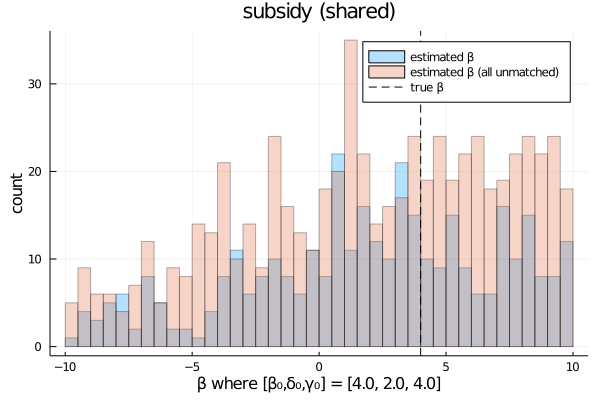 subsidy (shared)
estimated β
estimated β (all unmatched)
true β
count
30
20
10
0
−10
−5
0
5
10
β where [β₀,δ₀,γ₀] = [4.0, 2.0, 4.0]